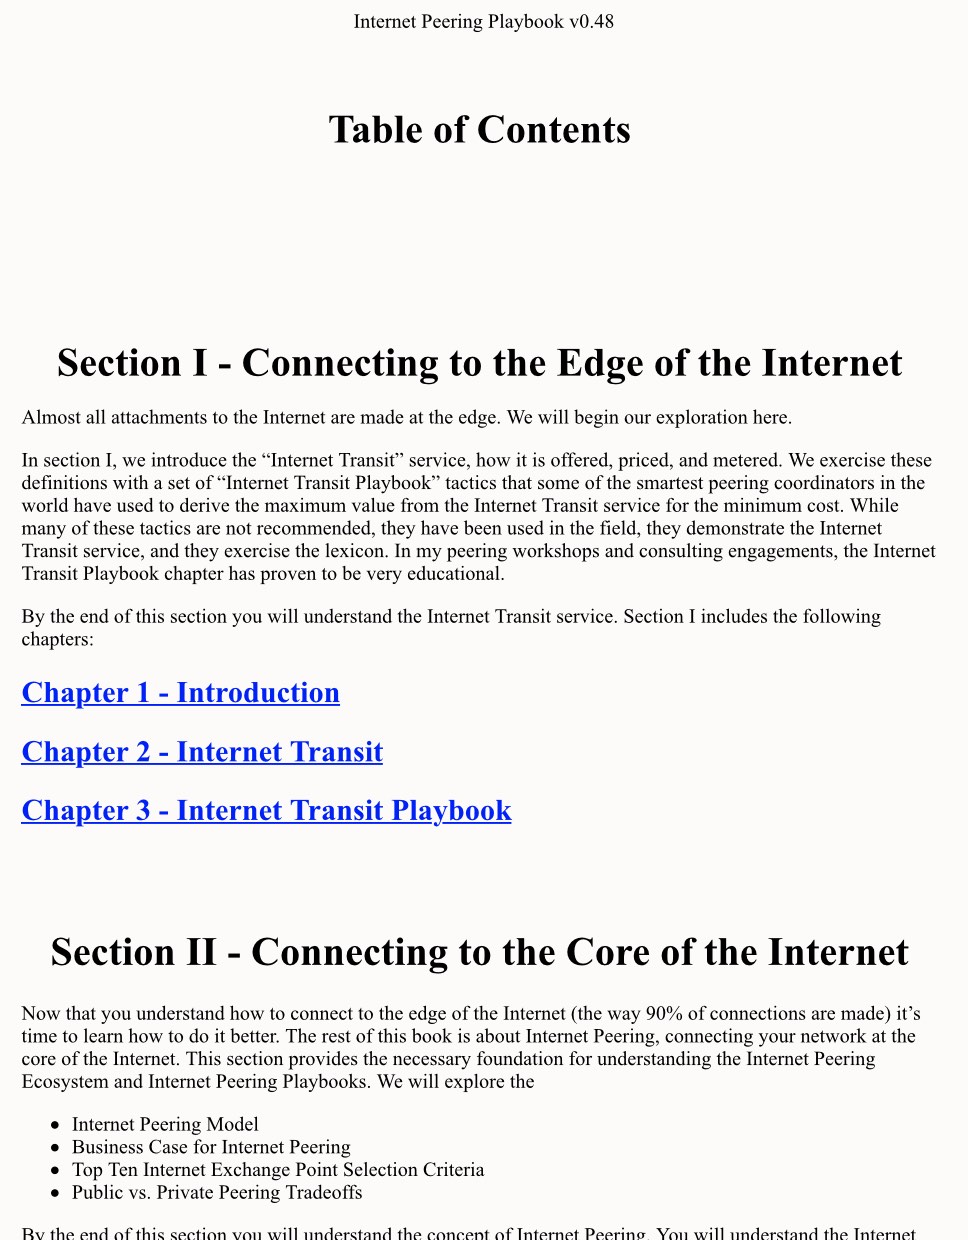 Internet Peering Playbook v0.48
Table of Contents
Section I - Connecting to the Edge of the Internet
Almost all attachments to the Internet are made at the edge. We will begin our exploration here.
In section I, we introduce the “Internet Transit” service, how it is offered, priced, and metered. We exercise these
definitions with a set of “Internet Transit Playbook” tactics that some of the smartest peering coordinators in the
world have used to derive the maximum value from the Internet Transit service for the minimum cost. While
many of these tactics are not recommended, they have been used in the field, they demonstrate the Internet
Transit service, and they exercise the lexicon. In my peering workshops and consulting engagements, the Internet
Transit Playbook chapter has proven to be very educational.
By the end of this section you will understand the Internet Transit service. Section I includes the following
chapters:
Chapter 1 - Introduction
Chapter 2 - Internet Transit
Chapter 3 - Internet Transit Playbook
Section II - Connecting to the Core of the Internet
Now that you understand how to connect to the edge of the Internet (the way 90% of connections are made) it’s
time to learn how to do it better. The rest of this book is about Internet Peering, connecting your network at the
core of the Internet. This section provides the necessary foundation for understanding the Internet Peering
Ecosystem and Internet Peering Playbooks. We will explore the
• Internet Peering Model
• Business Case for Internet Peering
• Top Ten Internet Exchange Point Selection Criteria
• Public vs. Private Peering Tradeoffs
By the end of this section you will understand the concept of Internet Peering. You will understand the Internet